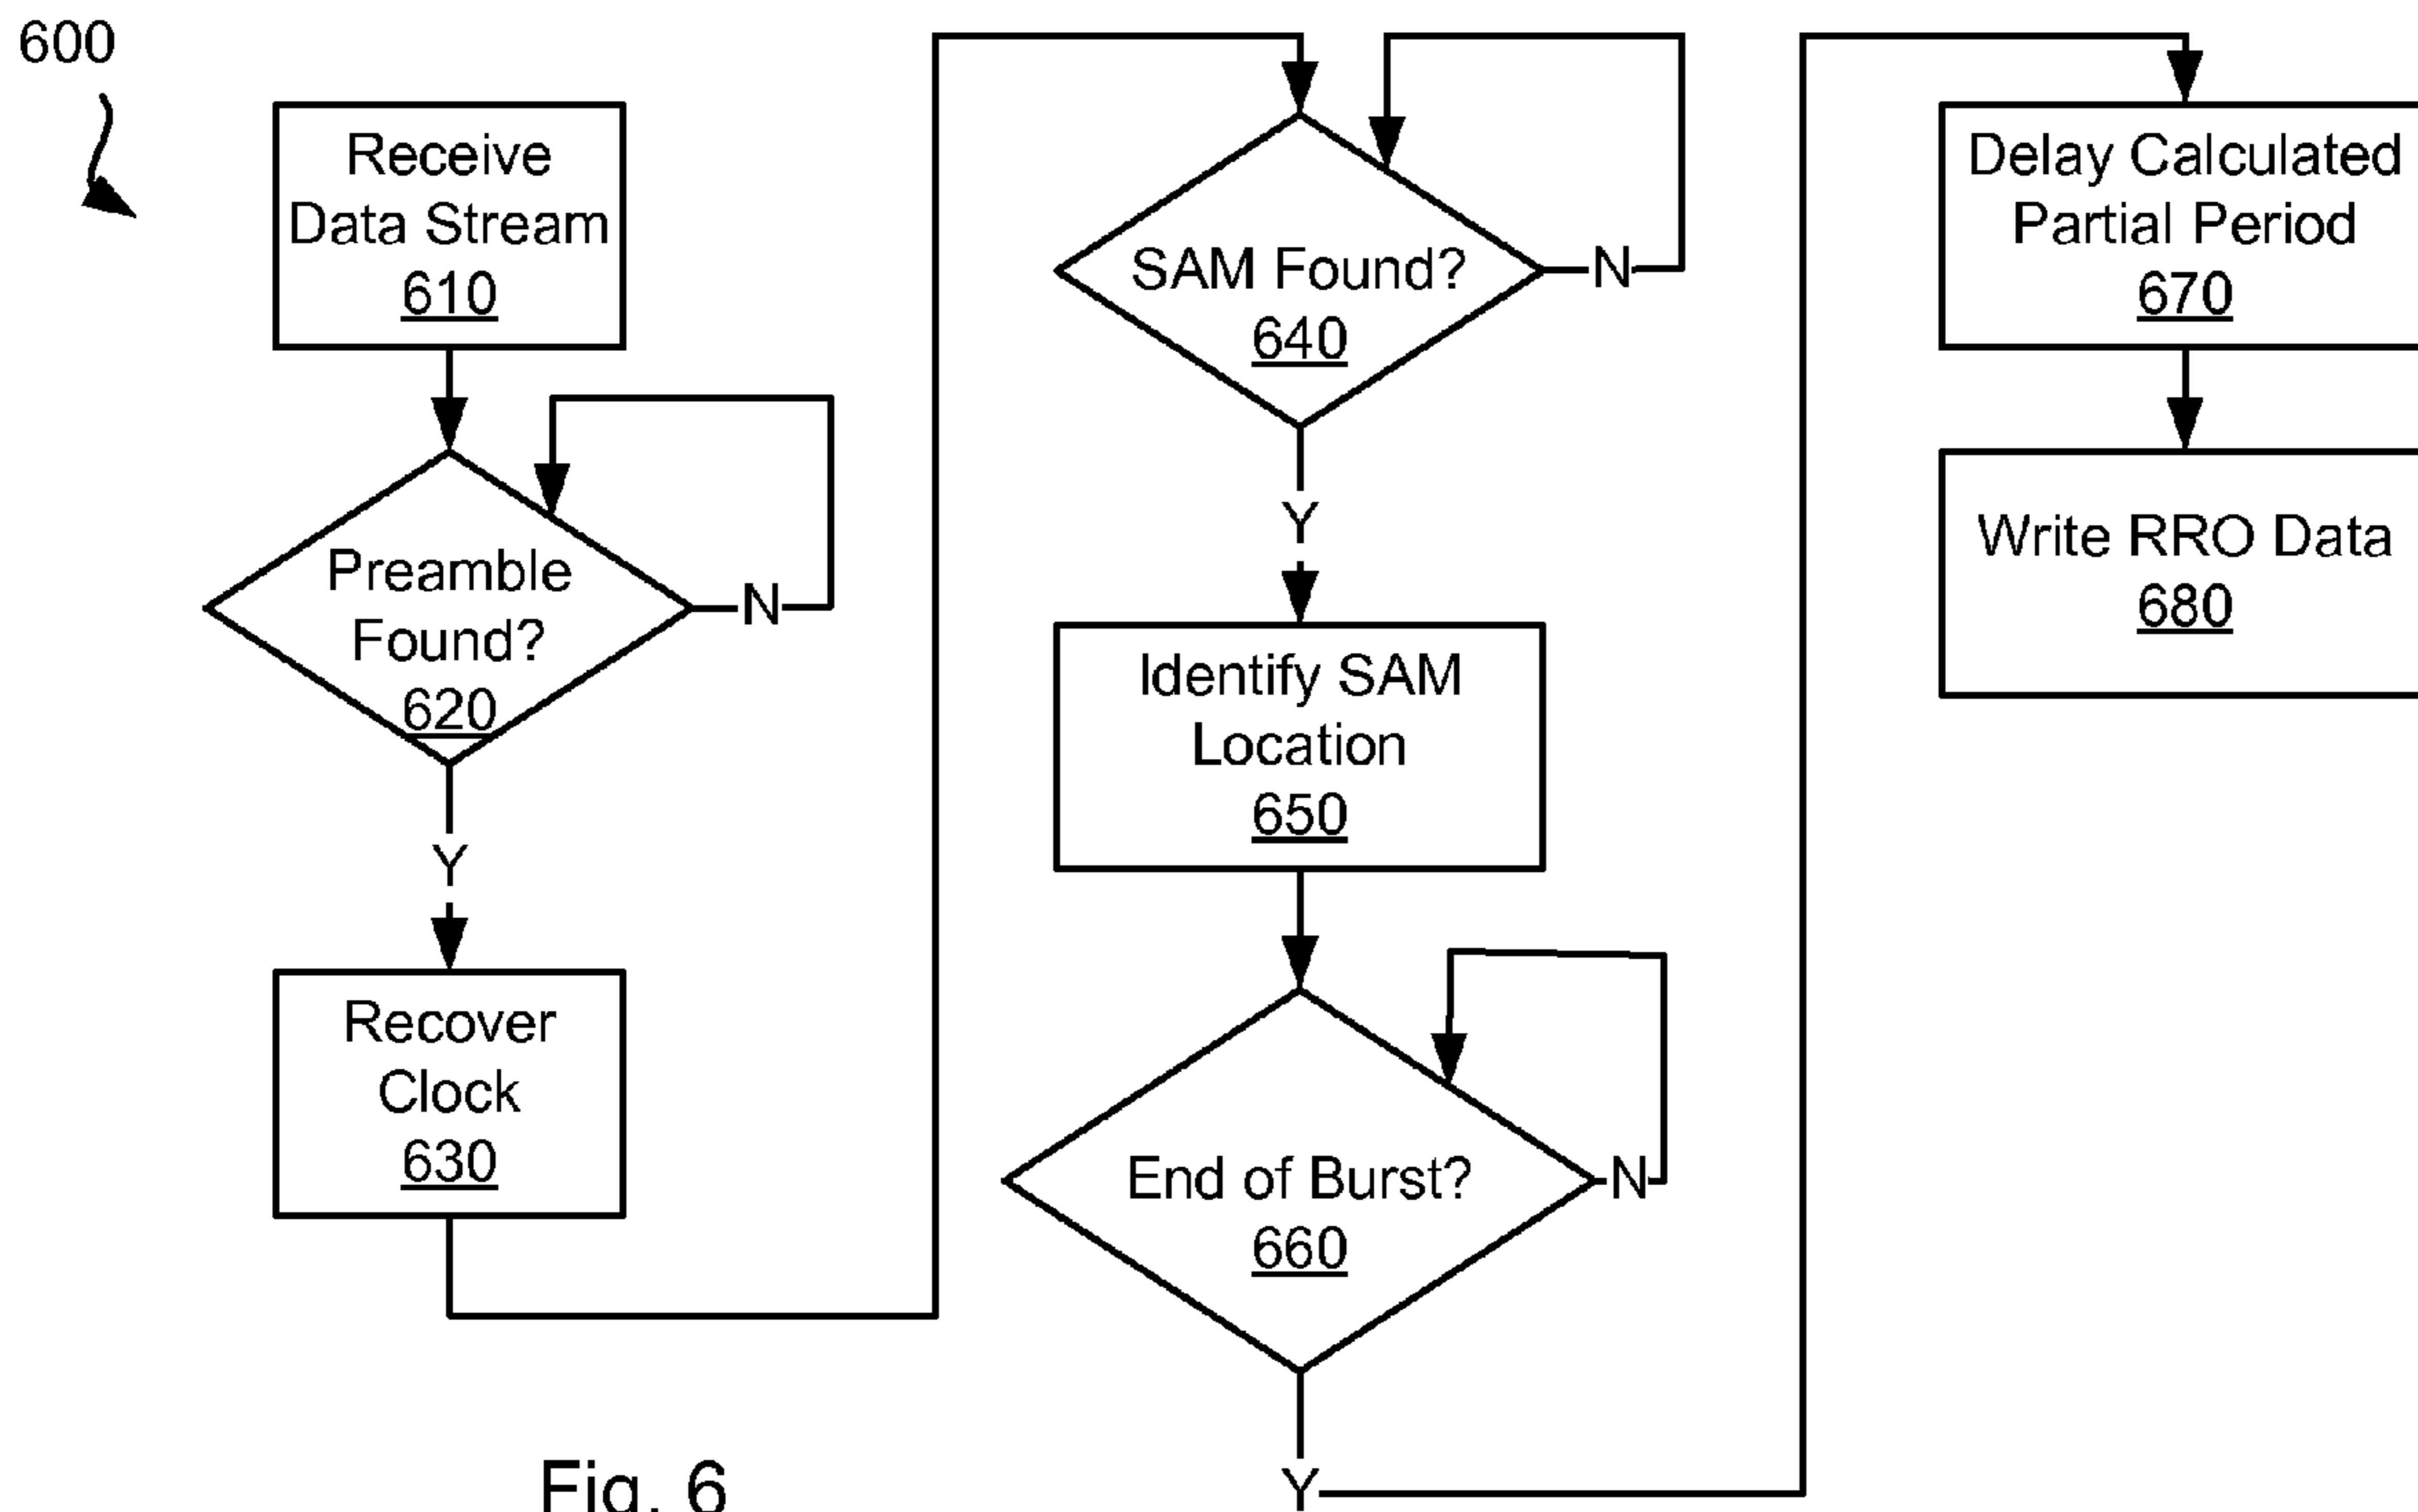 600
Receive
Data Stream
610
Preamble
Found?
620
N
Y
Recover
Clock
630
SAM Found?
640
N
Y
Identify SAM
Location
650
End of Burst?
660
N
Y
Delay Calculated
Partial Period
670
Write RRO Data
680
Fig. 6